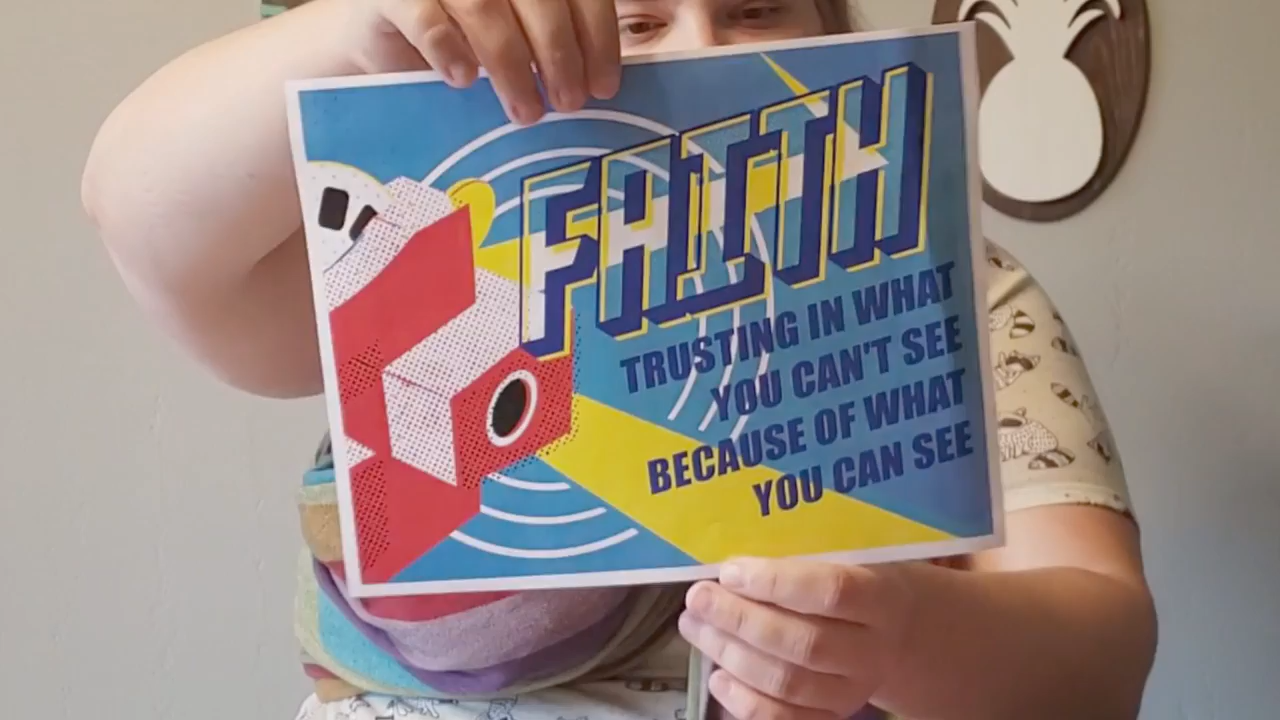 FAITH
TRUSTING IN WHAT
YOU CAN'T SEE
BECAUSE OF WHAT
YOU CAN SEE